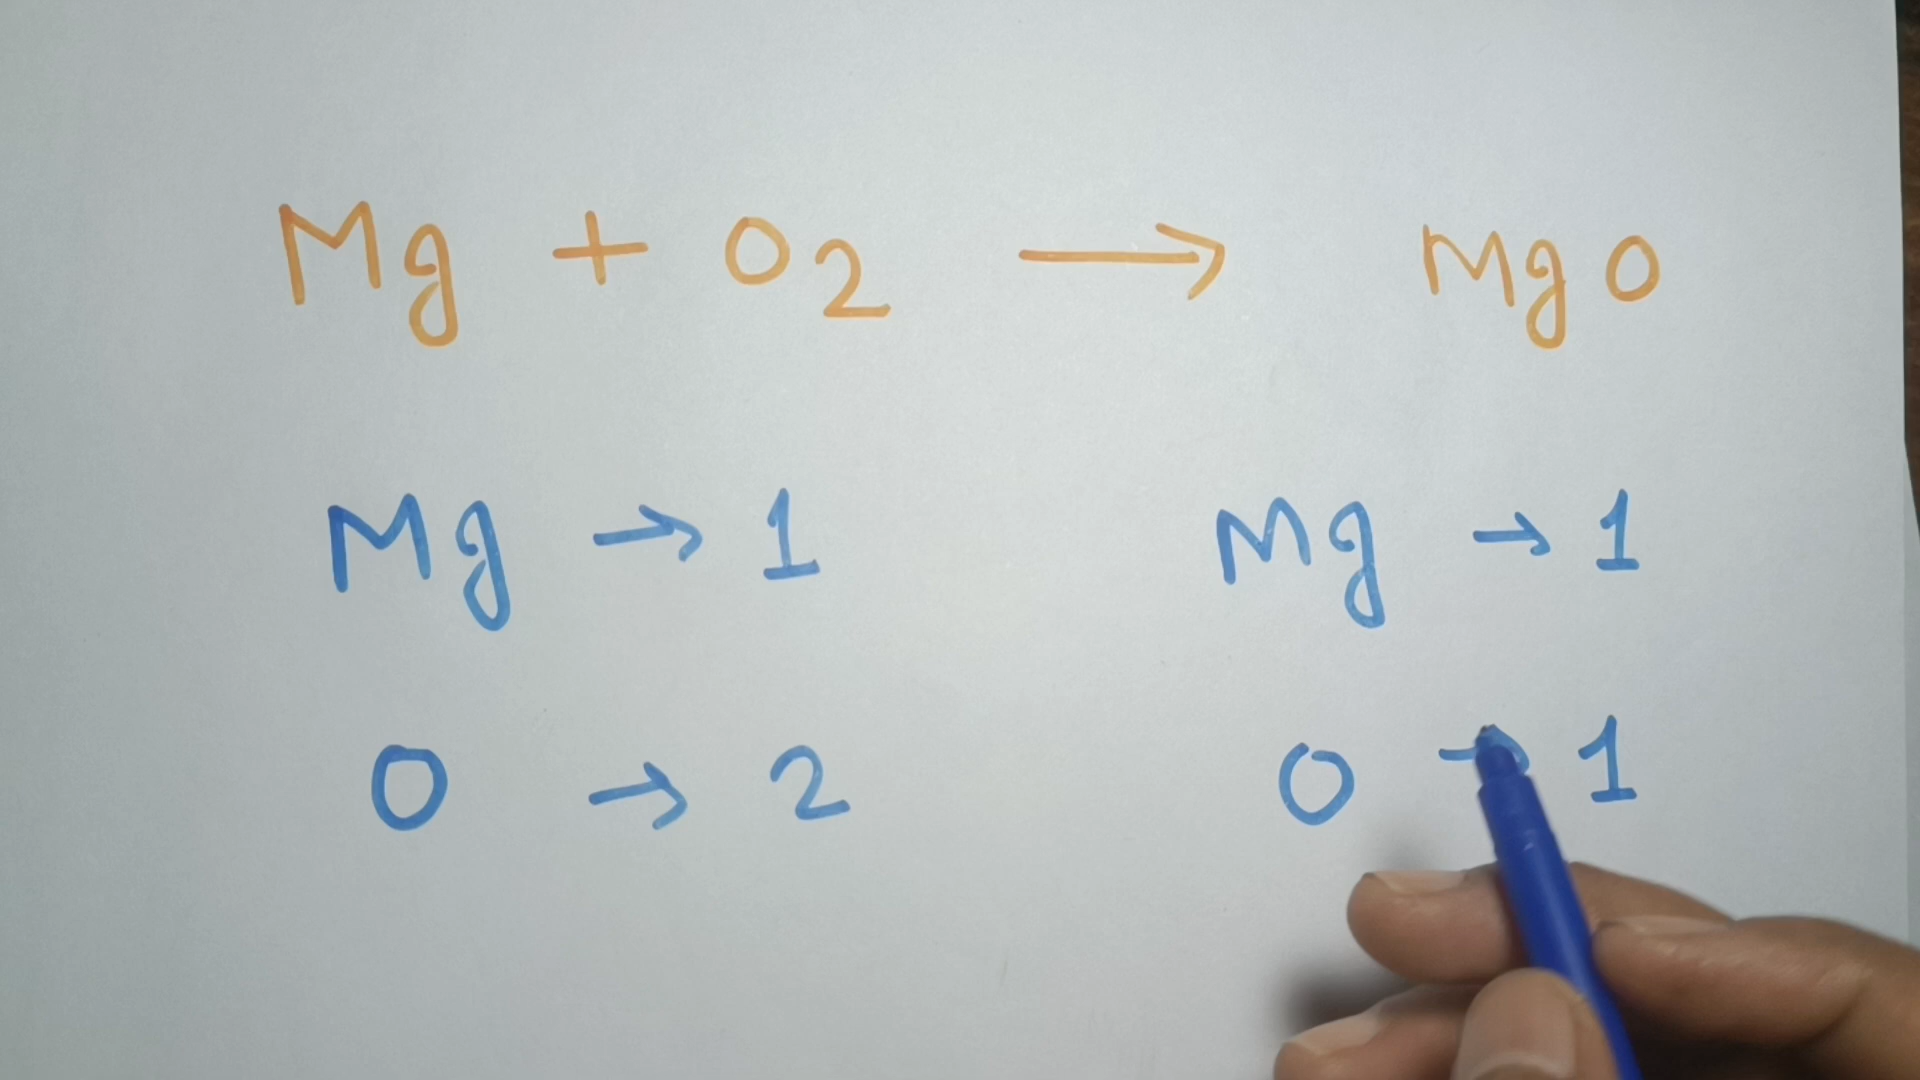 Mg + O2 → MgO
Mg → 1 Mg → 1
O → 2 O → 1